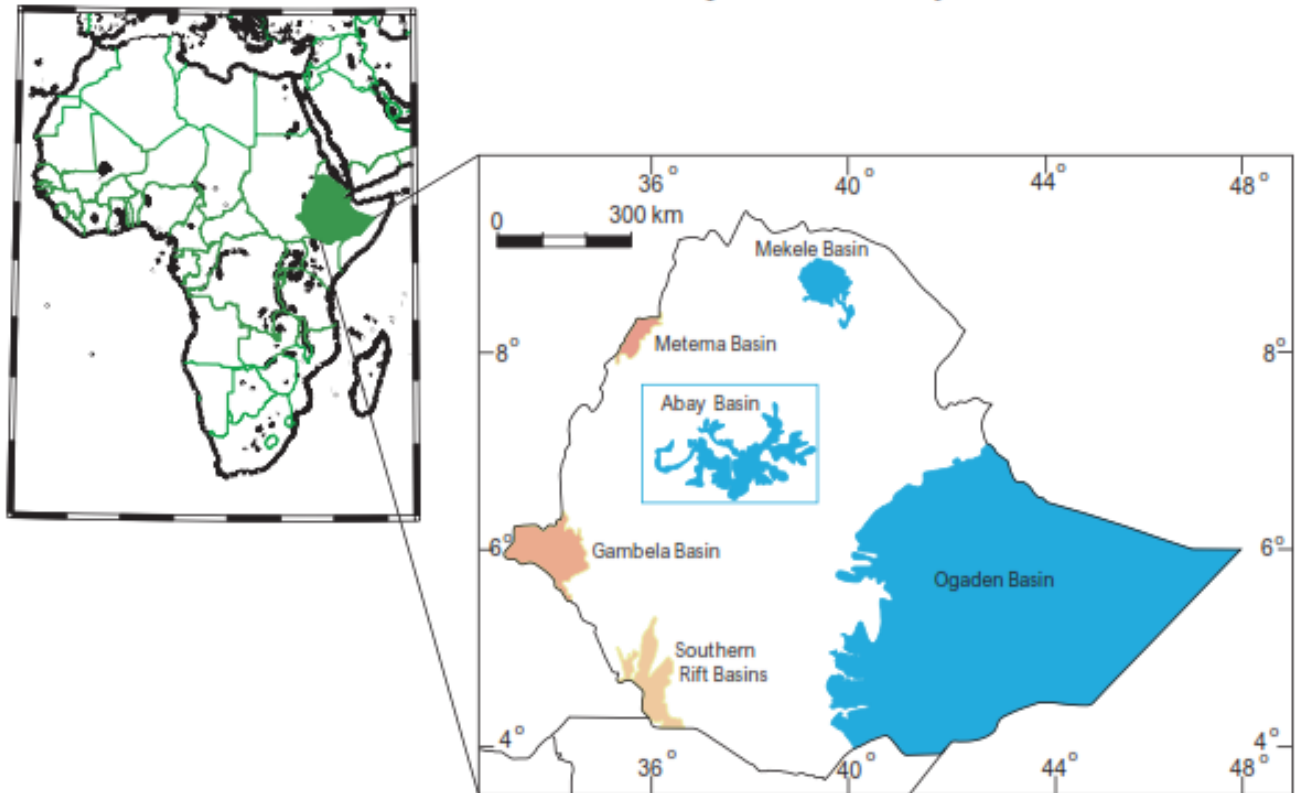 36° 40° 44° 48°
0 300 km
Mekele Basin
8° Metema Basin 8°
Abay Basin
6° Gambela Basin 6°
Ogaden Basin
Southern
Rift Basins
4° 4°
36° 40° 44° 48°